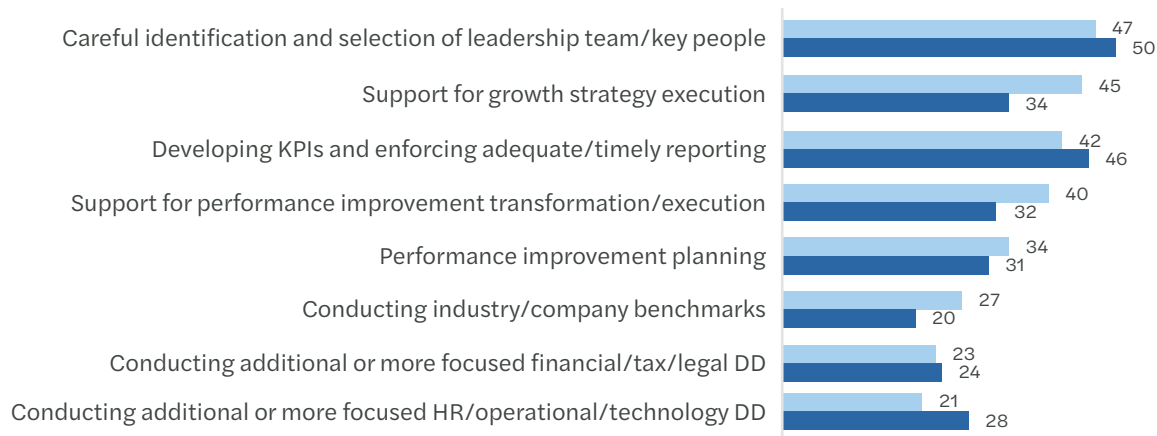 Careful identification and selection of leadership team/key people
47
50
Support for growth strategy execution
45
34
Developing KPIs and enforcing adequate/timely reporting
42
46
Support for performance improvement transformation/execution
40
32
Performance improvement planning
34
31
Conducting industry/company benchmarks
27
20
Conducting additional or more focused financial/tax/legal DD
23
24
Conducting additional or more focused HR/operational/technology DD
21
28